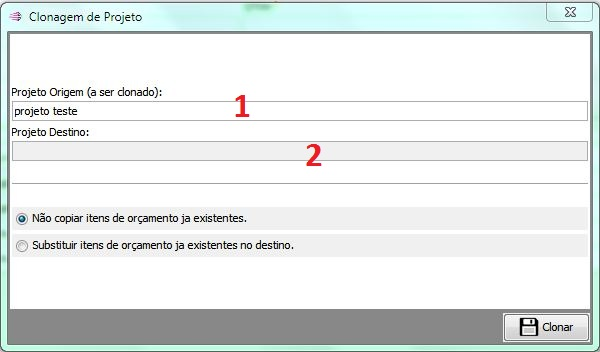 Clonagem de Projeto
Projeto Origem (a ser clonado):
projeto teste
1
Projeto Destino:
2
Não copiar itens de orçamento ja existentes.
Substituir itens de orçamento ja existentes no destino.
Clonar